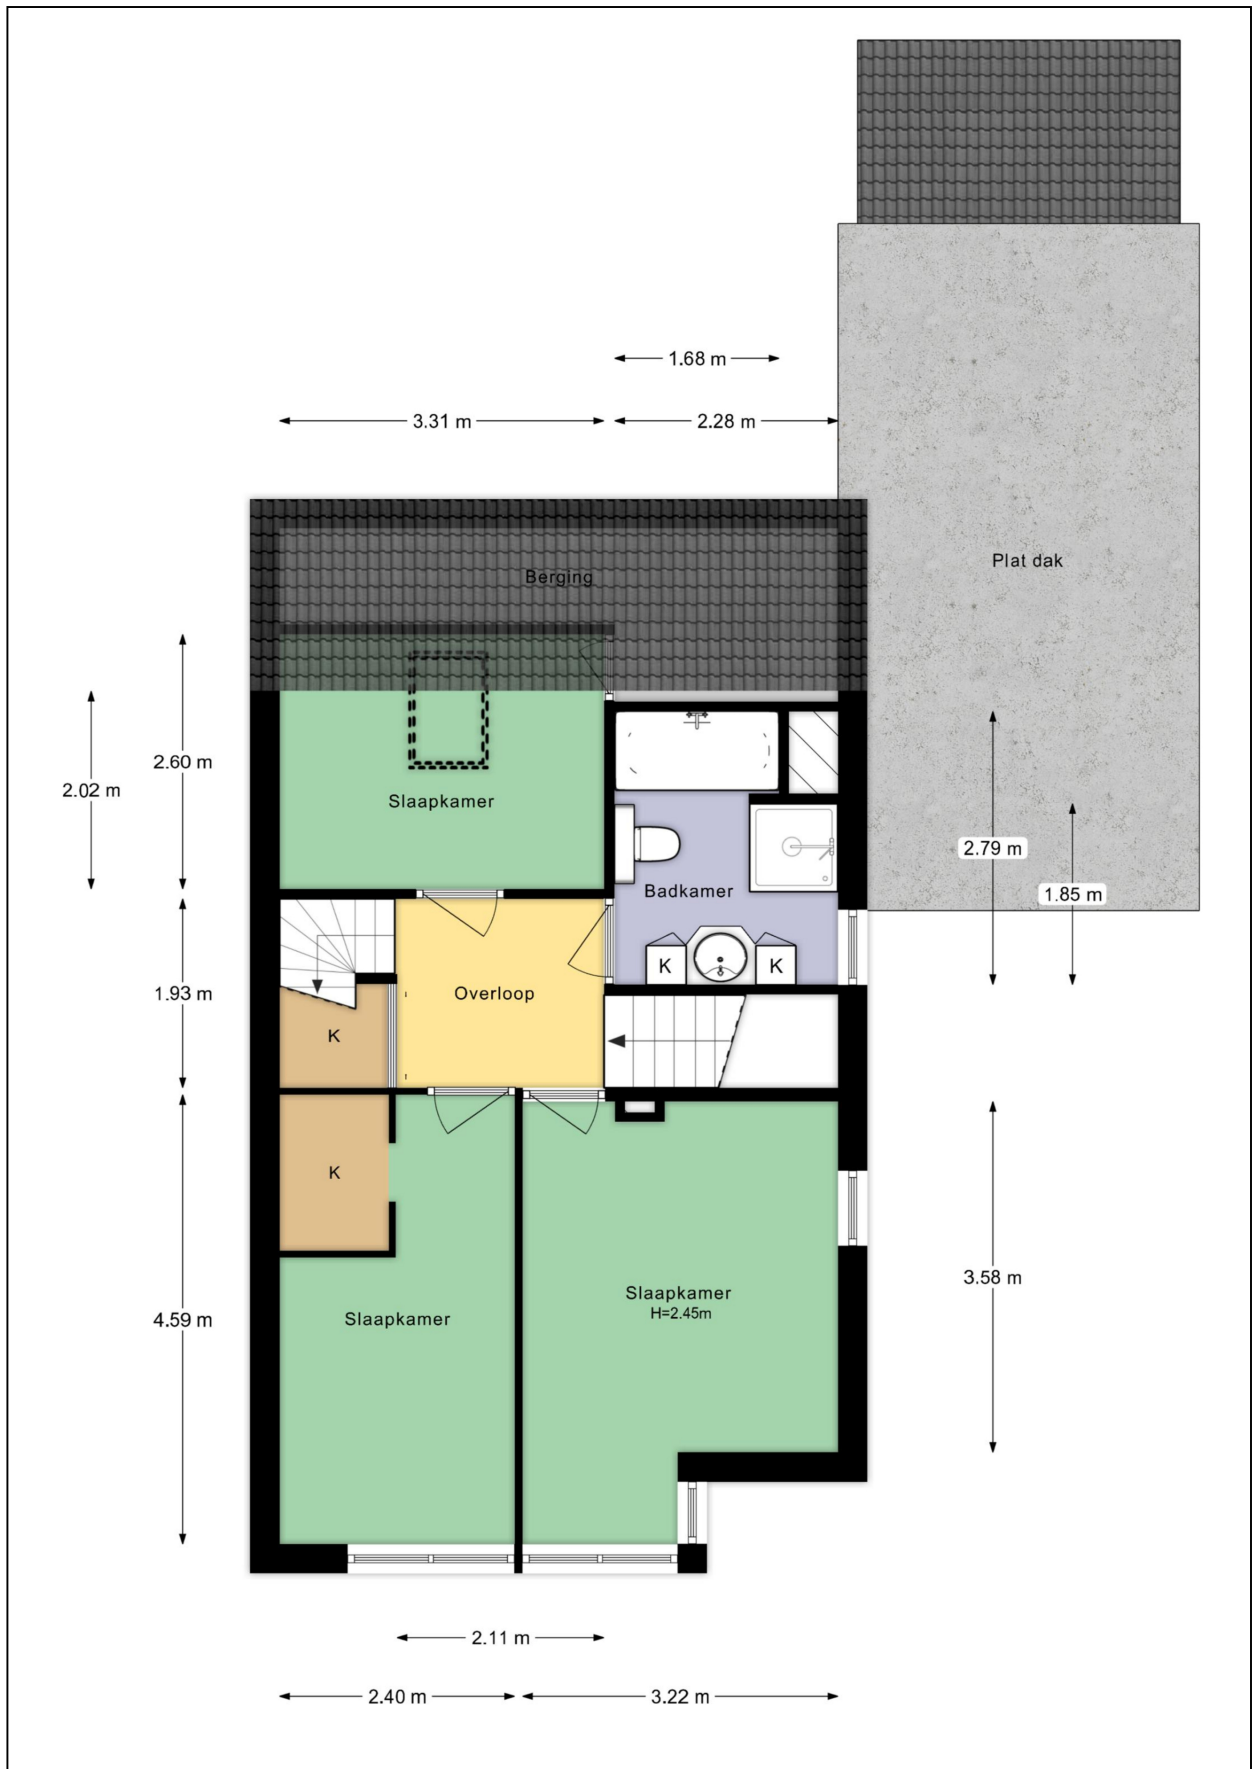 1.68 m
3.31 m
2.28 m
Plat dak
Berging
2.60 m
2.02 m
Slaapkamer
2.79 m
Badkamer
1.85 m
K
K
1.93 m
Overloop
K
K
3.58 m
Slaapkamer
H=2.45m
4.59 m
Slaapkamer
2.11 m
2.40 m
3.22 m